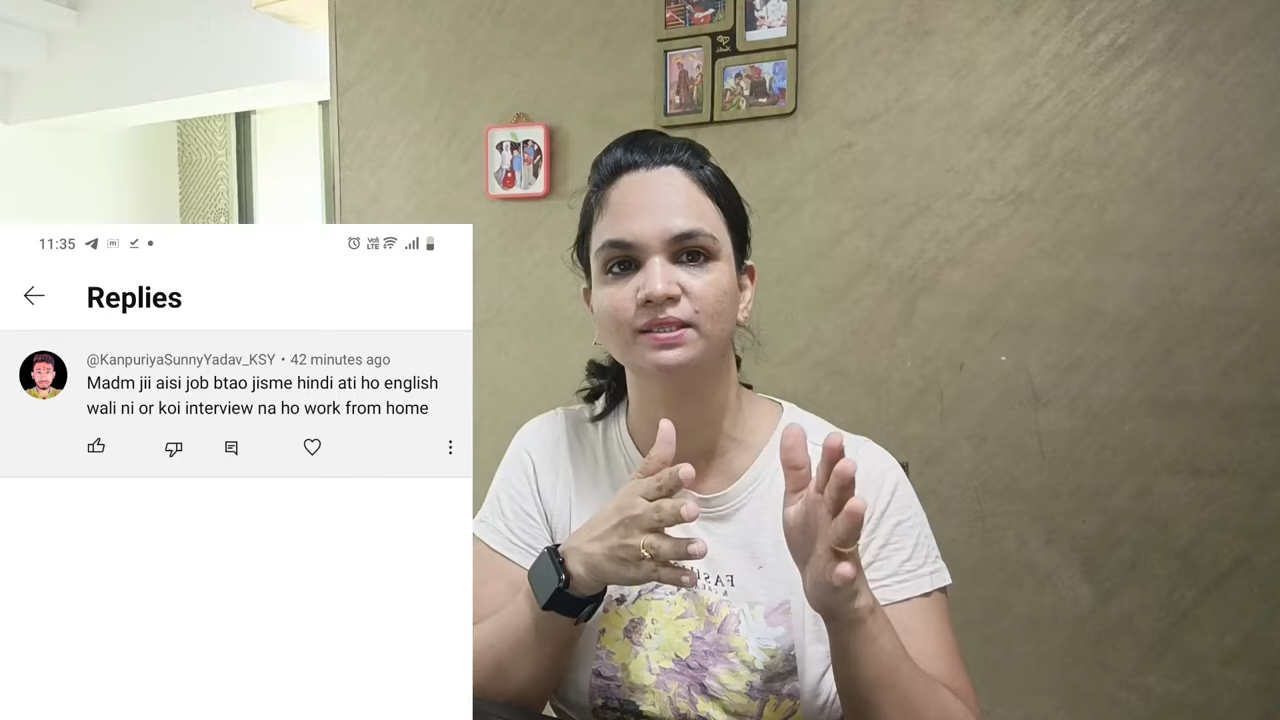 11:35
Replies
@KanpuriyaSunnyYadav_KSY • 42 minutes ago
Madm jii aisi job btao jisme hindi ati ho english
wali ni or koi interview na ho work from home